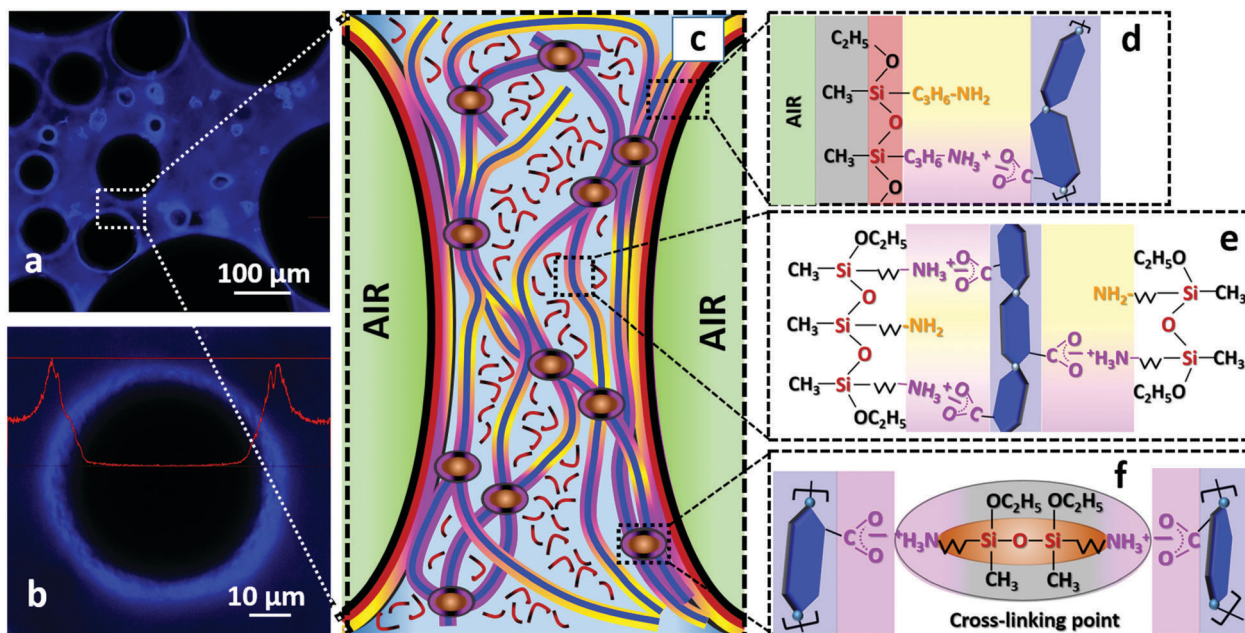 a
100 µm
b
10 µm
c
AIR
AIR
d
AIR
C₂H₅
O
CH₃
Si
C₃H₆-NH₂
O
CH₃
Si
C₃H₆-NH₃⁺
O
O
C
O
e
OC₂H₅
CH₃
Si
NH₃⁺
O
O
C
O
CH₃
Si
NH₂
O
CH₃
Si
NH₃⁺
O
O
C
OC₂H₅
C₂H₅O
NH₂
Si
CH₃
O
C
O
O
⁺H₃N
Si
CH₃
C₂H₅O
f
OC₂H₅
OC₂H₅
C
O
O
⁺H₃N
Si
O
Si
NH₃⁺
O
O
C
CH₃
CH₃
Cross-linking point